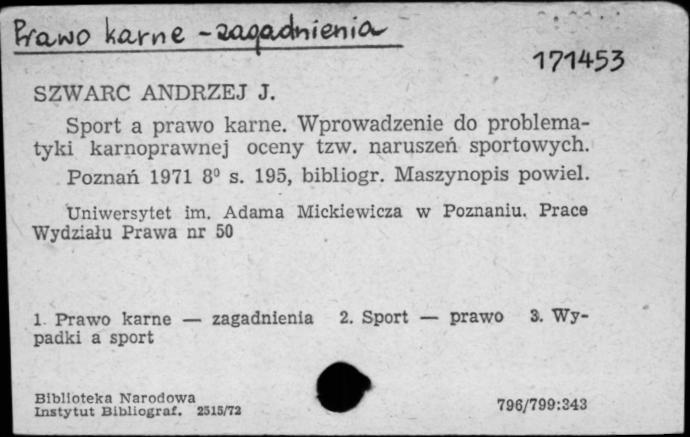 Prawo karne - zagadnienia
171453
SZWARC ANDRZEJ J.
Sport a prawo karne. Wprowadzenie do problema-
tyki karnoprawnej oceny tzw. naruszeń sportowych.
Poznań 1971 8⁰ s. 195, bibliogr. Maszynopis powiel.
Uniwersytet im. Adama Mickiewicza w Poznaniu. Prace
Wydziału Prawa nr 50
1. Prawo karne — zagadnienia 2. Sport — prawo 3. Wy-
padki a sport
Biblioteka Narodowa
Instytut Bibliograf. 2515/72
796/799:343